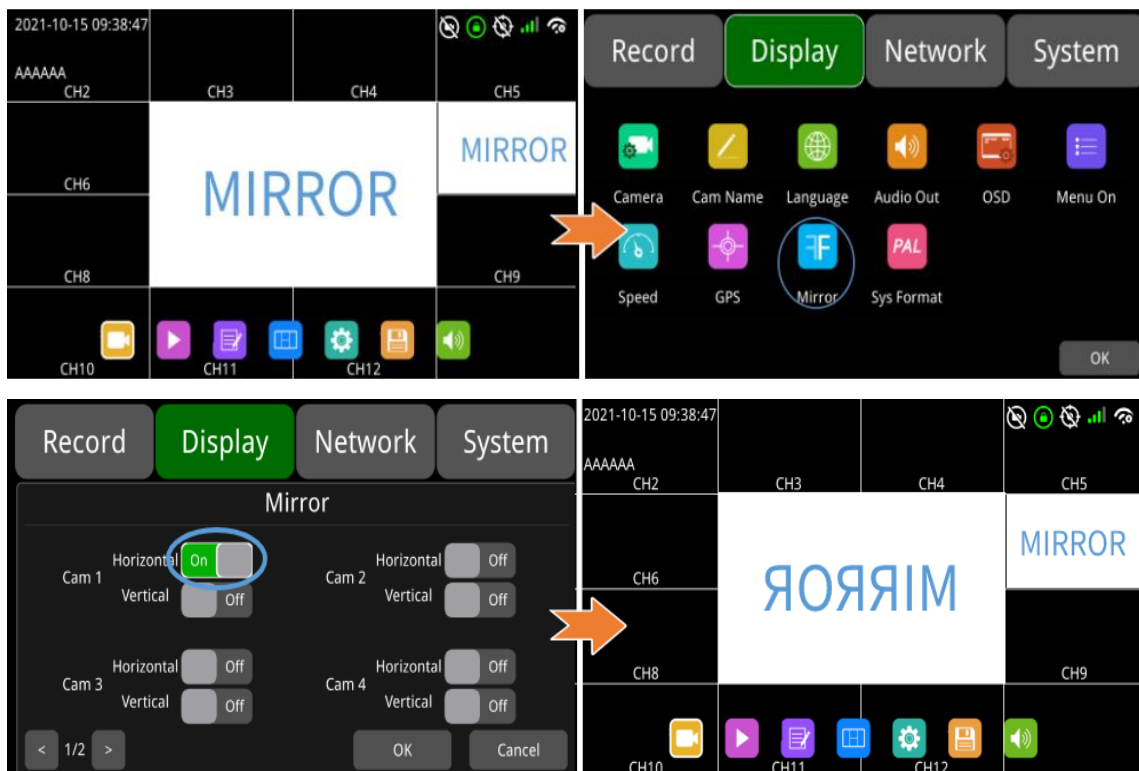 2021-10-15 09:38:47
AAAAAA
CH2 CH3 CH4 CH5
MIRROR
MIRROR
CH6
CH8 CH9
CH10 CH11 CH12
Record Display Network System
Camera Cam Name Language Audio Out OSD Menu On
F
PAL
Speed GPS Mirror Sys Format
OK
Record Display Network System
Mirror
Cam 1 Horizontal On
Vertical Off
Cam 2 Horizontal Off
Vertical Off
Cam 3 Horizontal Off
Vertical Off
Cam 4 Horizontal Off
Vertical Off
< 1/2 > OK Cancel
2021-10-15 09:38:47
AAAAAA
CH2 CH3 CH4 CH5
MIRROR
MIRROR
CH6
CH8 CH9
CH10 CH11 CH12